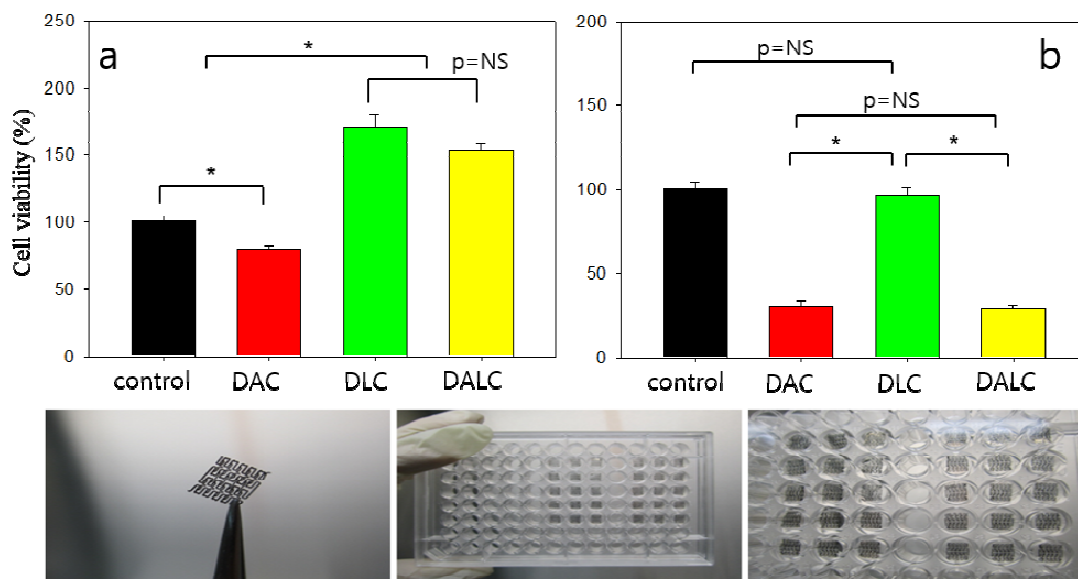 a
Cell viability (%)
250
200
150
100
50
0
*
*
p=NS
control DAC DLC DALC
b
200
150
100
50
0
p=NS
p=NS
*
*
control DAC DLC DALC